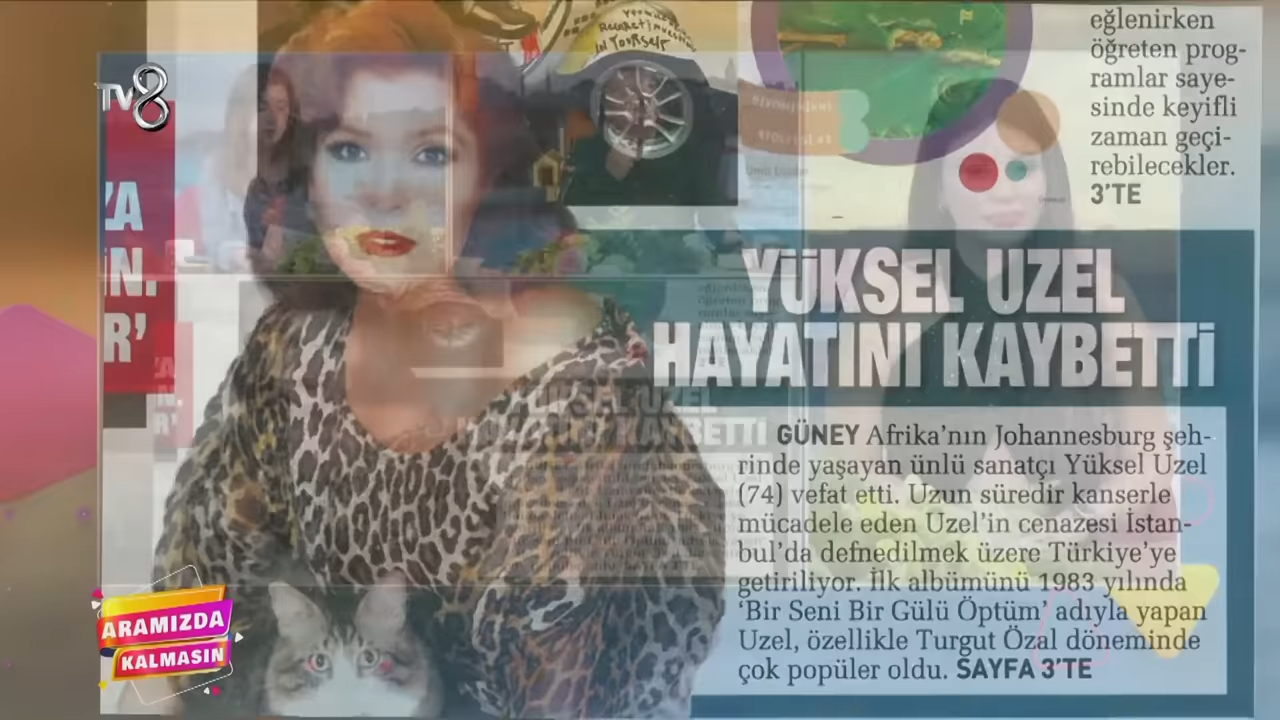 eğlenirken
öğreten prog-
ramlar saye-
sinde keyifli
zaman geçi-
rebilecekler.
3'TE
TV8
'A
İN.
R'
YÜKSEL UZEL
HAYATINI KAYBETTİ
GÜNEY Afrika'nın Johannesburg şeh-
rinde yaşayan ünlü sanatçı Yüksel Uzel
(74) vefat etti. Uzun süredir kanserle
mücadele eden Uzel'in cenazesi İstan-
bul'da defnedilmek üzere Türkiye'ye
getiriliyor. İlk albümünü 1983 yılında
'Bir Seni Bir Gülü Öptüm' adıyla yapan
Uzel, özellikle Turgut Özal döneminde
çok popüler oldu. SAYFA 3'TE
ARAMIZDA
KALMASIN
IN YOURSELF